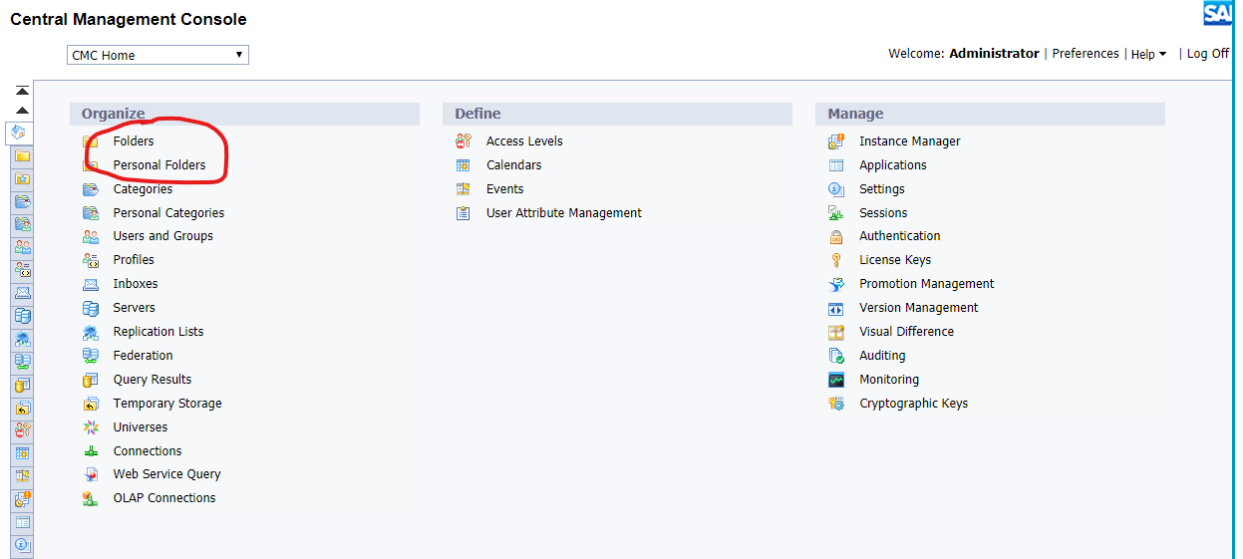 Central Management Console
SAP
CMC Home
Welcome: Administrator | Preferences | Help | Log Off
Organize
Folders
Personal Folders
Categories
Personal Categories
Users and Groups
Profiles
Inboxes
Servers
Replication Lists
Federation
Query Results
Temporary Storage
Universes
Connections
Web Service Query
OLAP Connections
Define
Access Levels
Calendars
Events
User Attribute Management
Manage
Instance Manager
Applications
Settings
Sessions
Authentication
License Keys
Promotion Management
Version Management
Visual Difference
Auditing
Monitoring
Cryptographic Keys